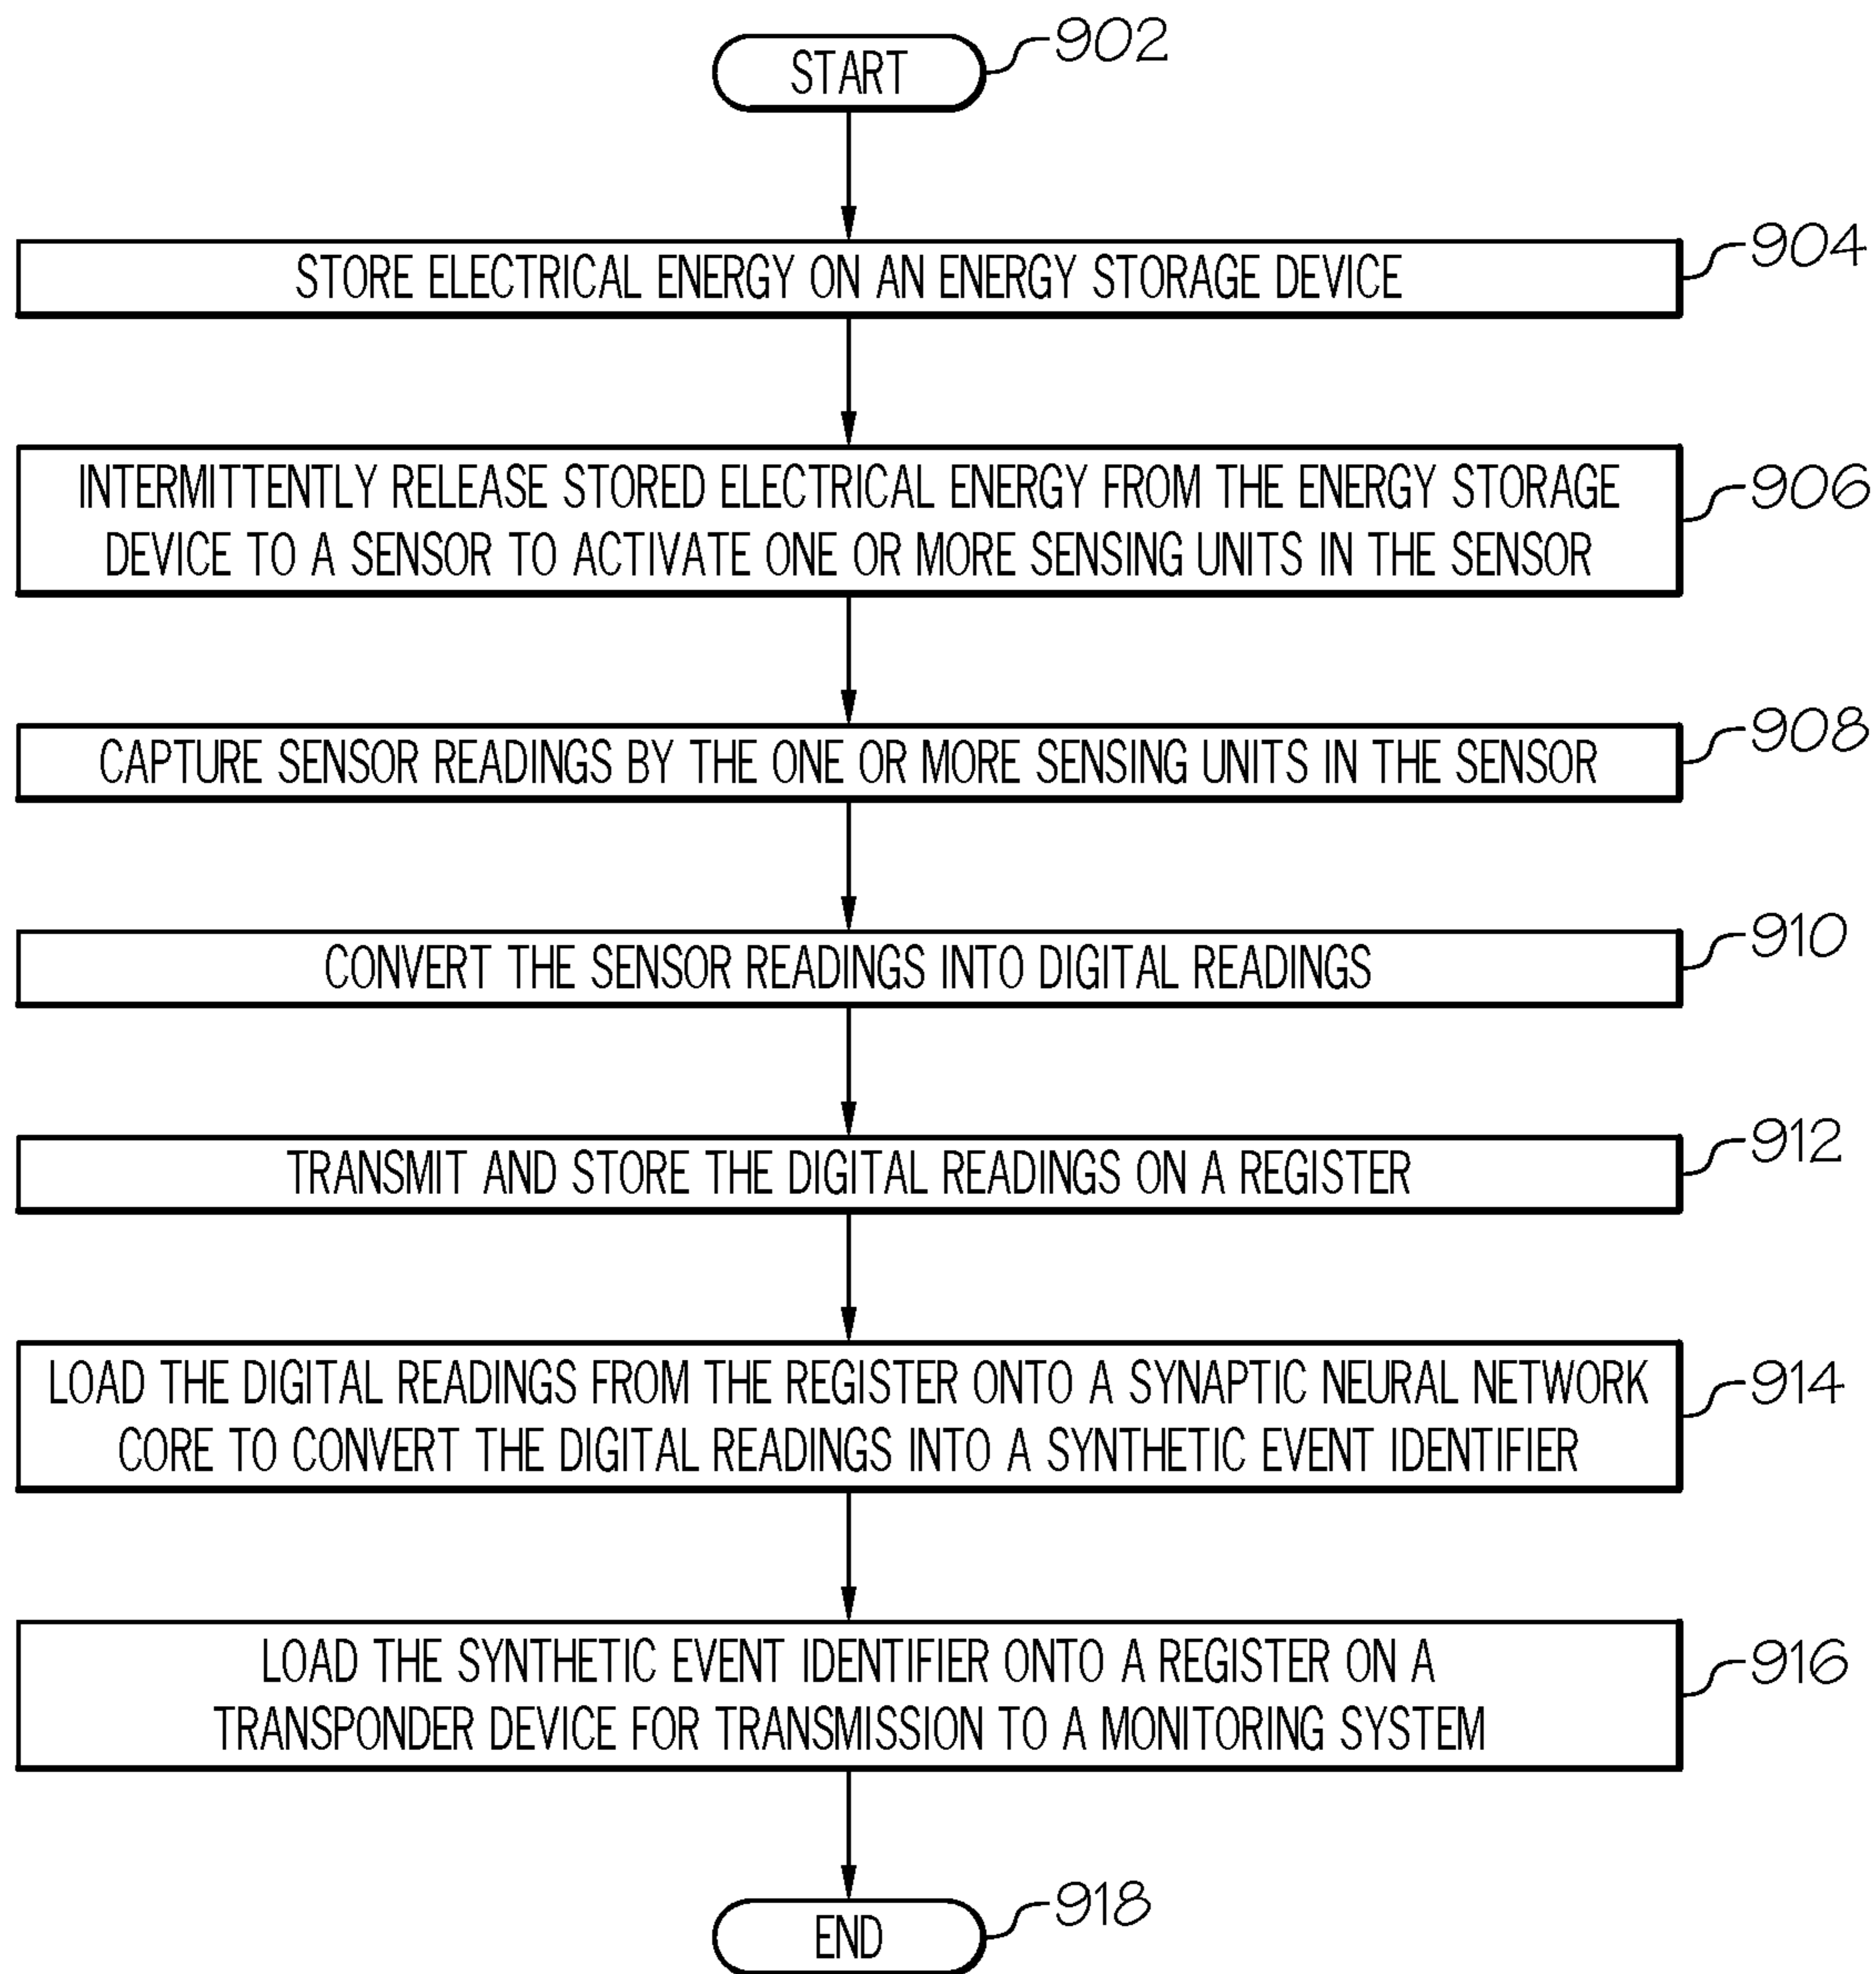 START
902
STORE ELECTRICAL ENERGY ON AN ENERGY STORAGE DEVICE
904
INTERMITTENTLY RELEASE STORED ELECTRICAL ENERGY FROM THE ENERGY STORAGE
DEVICE TO A SENSOR TO ACTIVATE ONE OR MORE SENSING UNITS IN THE SENSOR
906
CAPTURE SENSOR READINGS BY THE ONE OR MORE SENSING UNITS IN THE SENSOR
908
CONVERT THE SENSOR READINGS INTO DIGITAL READINGS
910
TRANSMIT AND STORE THE DIGITAL READINGS ON A REGISTER
912
LOAD THE DIGITAL READINGS FROM THE REGISTER ONTO A SYNAPTIC NEURAL NETWORK
CORE TO CONVERT THE DIGITAL READINGS INTO A SYNTHETIC EVENT IDENTIFIER
914
LOAD THE SYNTHETIC EVENT IDENTIFIER ONTO A REGISTER ON A
TRANSPONDER DEVICE FOR TRANSMISSION TO A MONITORING SYSTEM
916
END
918